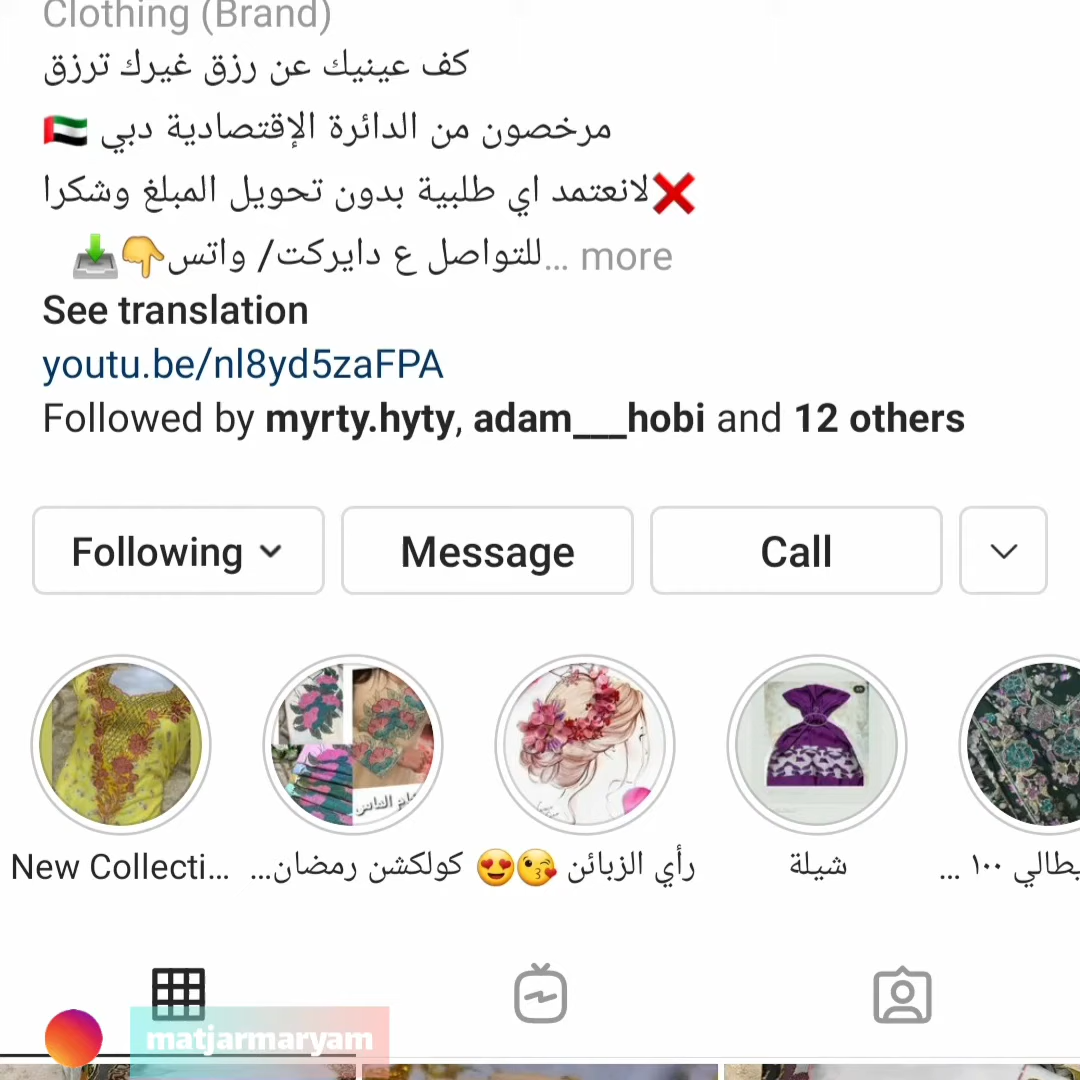 Clothing (Brand)
كف عينيك عن رزق غيرك ترزق
مرخصون من الدائرة الإقتصادية دبي 🇦🇪
❌لانعتمد اي طلبية بدون تحويل المبلغ وشكرا
للتواصل ع دايركت/ واتس👇📥 ... more
See translation
youtu.be/nl8yd5zaFPA
Followed by myrty.hyty, adam___hobi and 12 others
Following
Message
Call
New Collecti...
كولكشن رمضان...
رأي الزبائن 😘😍
شيلة
يطالي ١٠٠ ...
matjarmaryam